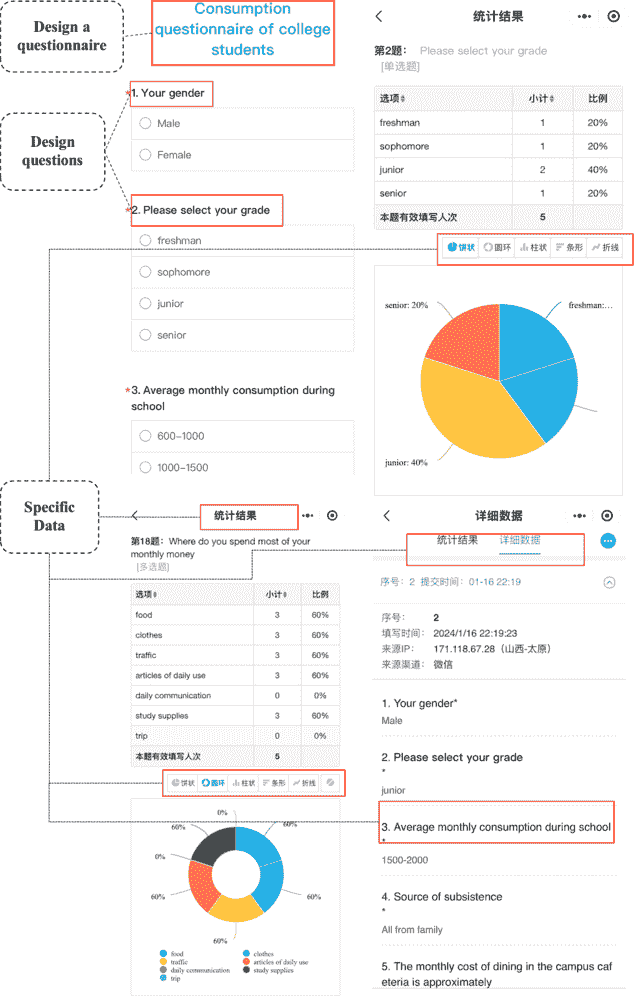 Design a
questionnaire
Consumption
questionnaire of college
students
*1. Your gender
Male
Female
Design
questions
*2. Please select your grade
freshman
sophomore
junior
senior
*3. Average monthly consumption during
school
600-1000
1000-1500
统计结果
第2题: Please select your grade
[单选题]
选项 小计 比例
freshman 1 20%
sophomore 1 20%
junior 2 40%
senior 1 20%
本题有效填写人次 5
饼状 圆环 柱状 条形 折线
senior: 20%
freshman:...
junior: 40%
Specific
Data
统计结果
第18题: Where do you spend most of your
monthly money
[多选题]
选项 小计 比例
food 3 60%
clothes 3 60%
traffic 3 60%
articles of daily use 3 60%
daily communication 0 0%
study supplies 3 60%
trip 0 0%
本题有效填写人次 5
饼状 圆环 柱状 条形 折线
0%
60%
60%
0%
60%
60%
60%
food
clothes
traffic
articles of daily use
daily communication
study supplies
trip
详细数据
统计结果 详细数据
序号: 2 提交时间: 01-16 22:19
序号: 2
填写时间: 2024/1/16 22:19:23
来源IP: 171.118.67.28（山西-太原）
来源渠道: 微信
1. Your gender*
Male
2. Please select your grade
*
junior
3. Average monthly consumption during school
*
1500-2000
4. Source of subsistence
*
All from family
5. The monthly cost of dining in the campus caf
eteria is approximately